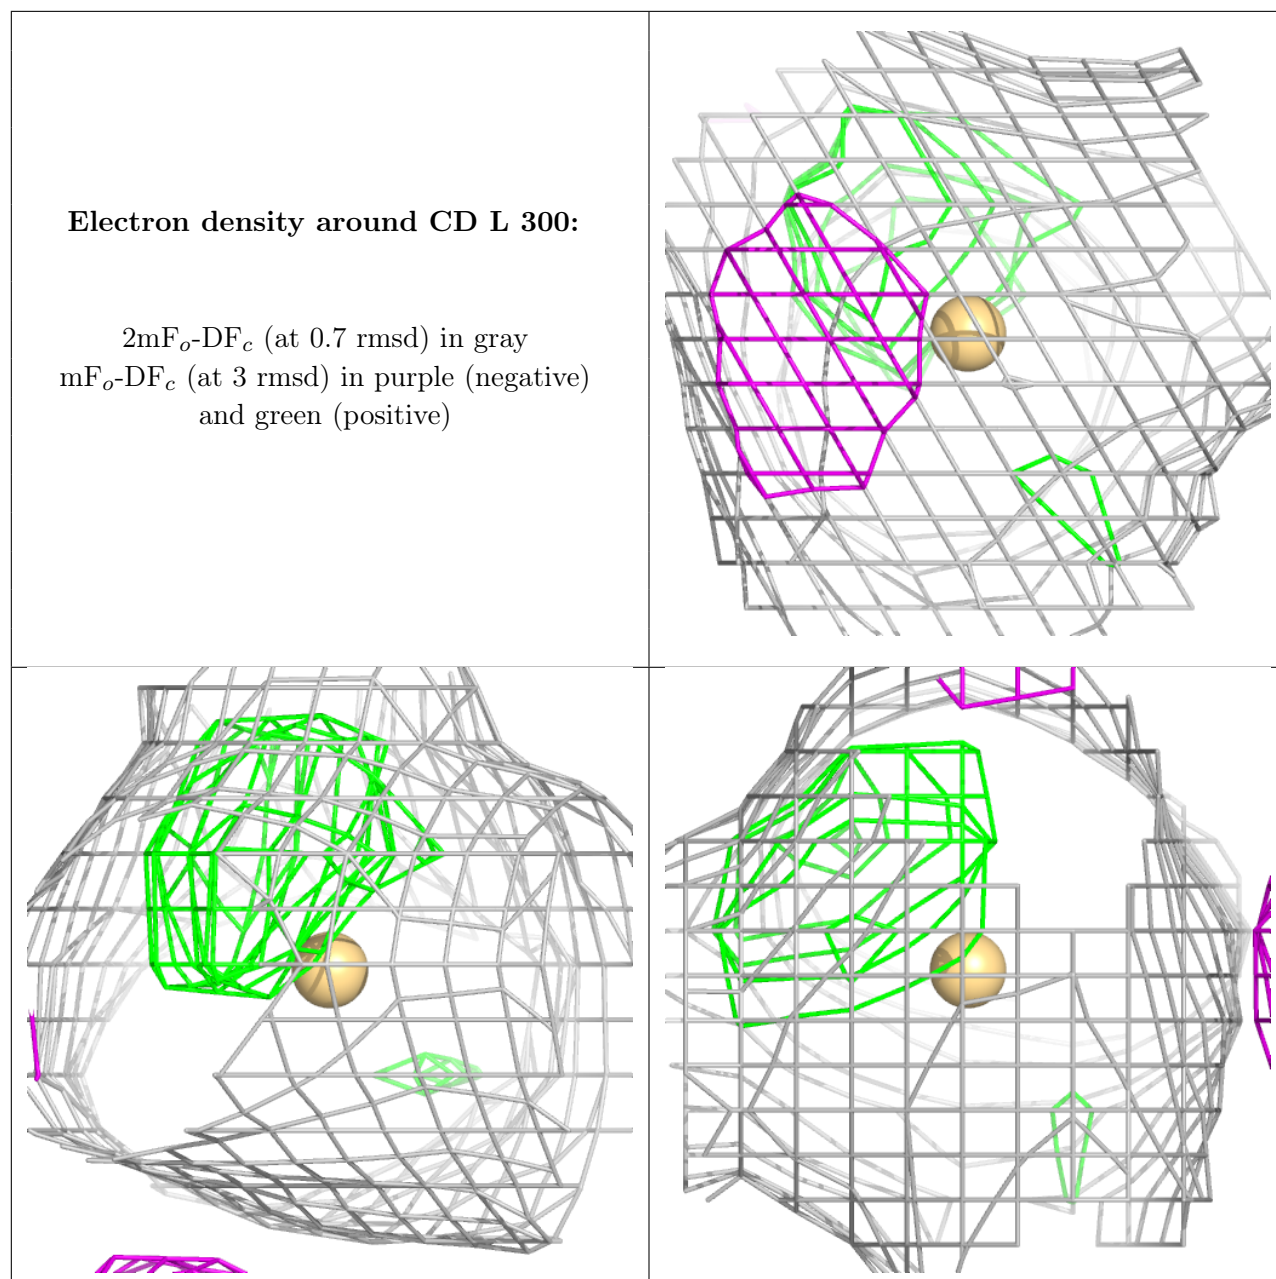 Electron density around CD L 300:
2mFo-DFc (at 0.7 rmsd) in gray
mFo-DFc (at 3 rmsd) in purple (negative)
and green (positive)